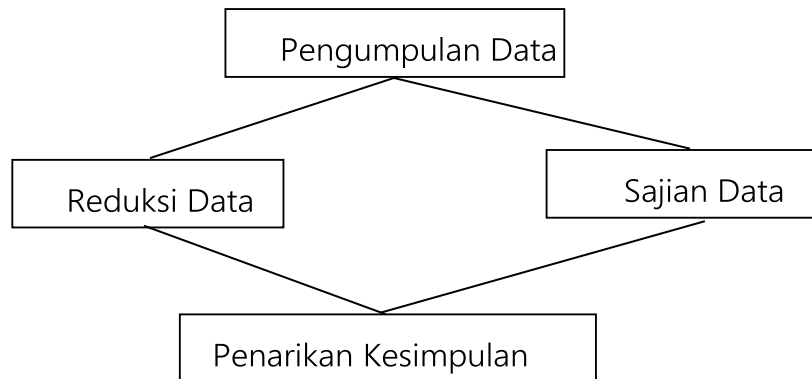 Pengumpulan Data
Reduksi Data
Sajian Data
Penarikan Kesimpulan